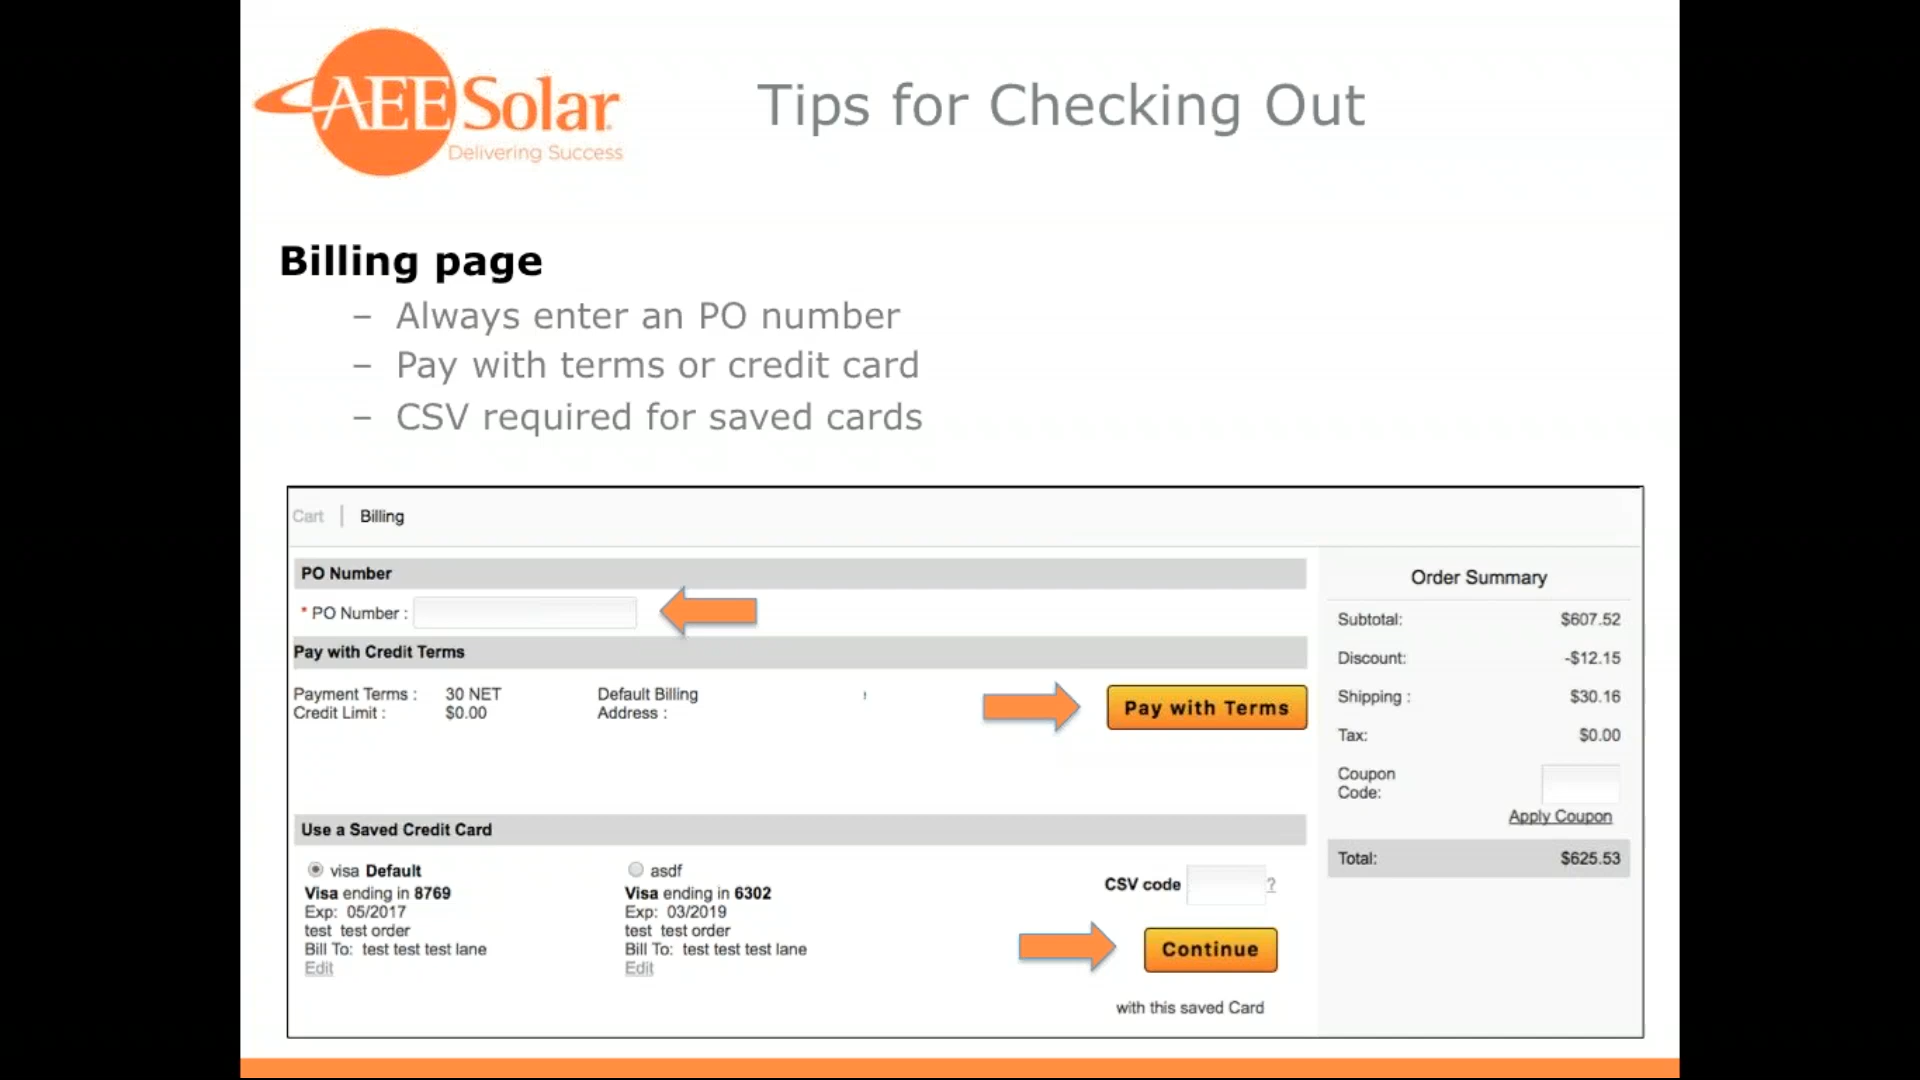 AEE Solar
Delivering Success
Tips for Checking Out
Billing page
– Always enter an PO number
– Pay with terms or credit card
– CSV required for saved cards
Cart | Billing
PO Number
* PO Number :
Pay with Credit Terms
Payment Terms : 30 NET
Credit Limit : $0.00
Default Billing
Address :
Pay with Terms
Use a Saved Credit Card
visa Default
Visa ending in 8769
Exp: 05/2017
test test order
Bill To: test test test lane
Edit
asdf
Visa ending in 6302
Exp: 03/2019
test test order
Bill To: test test test lane
Edit
CSV code ?
Continue
with this saved Card
Order Summary
Subtotal: $607.52
Discount: -$12.15
Shipping : $30.16
Tax: $0.00
Coupon
Code:
Apply Coupon
Total: $625.53